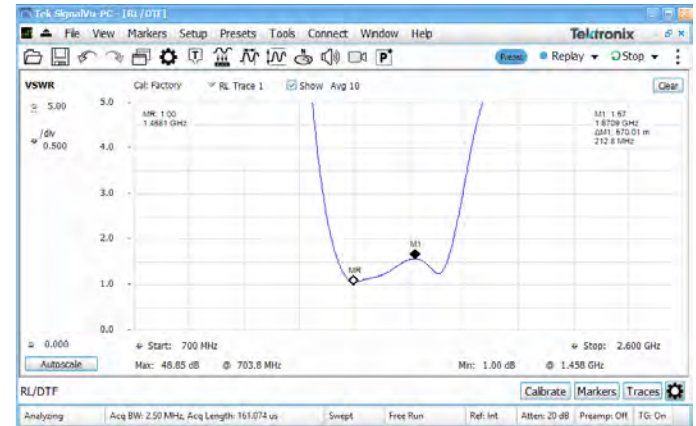 Tek SignalVu-PC - [RL/DTF]
File View Markers Setup Presets Tools Connect Window Help
Tektronix
Preset Replay Stop
VSWR
Cal: Factory RL Trace 1 Show Avg 10 Clear
5.00
/div
0.500
5.0
4.0
3.0
2.0
1.0
0.0
MR: 1.00
M1: 1.67
1.6709 GHz
ΔM1: 670.01 m
212.8 MHz
MR
M1
0.000
Start: 700 MHz
Stop: 2.600 GHz
Autoscale
Max: 48.85 dB @ 703.8 MHz
Min: 1.00 dB @ 1.458 GHz
RL/DTF
Calibrate Markers Traces
Analyzing Acq BW: 2.50 MHz, Acq Length: 161.074 us Swept Free Run Ref: Int Atten: 20 dB Preamp: Off TG: On